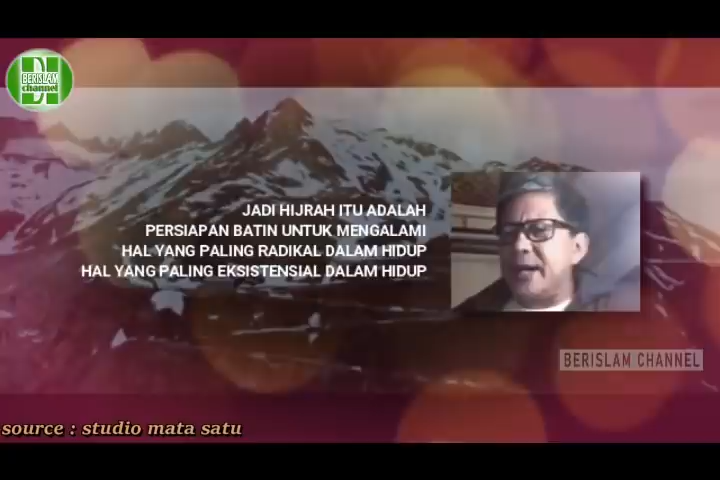 BERISLAM
channel
JADI HIJRAH ITU ADALAH
PERSIAPAN BATIN UNTUK MENGALAMI
HAL YANG PALING RADIKAL DALAM HIDUP
HAL YANG PALING EKSISTENSIAL DALAM HIDUP
BERISLAM CHANNEL
source : studio mata satu